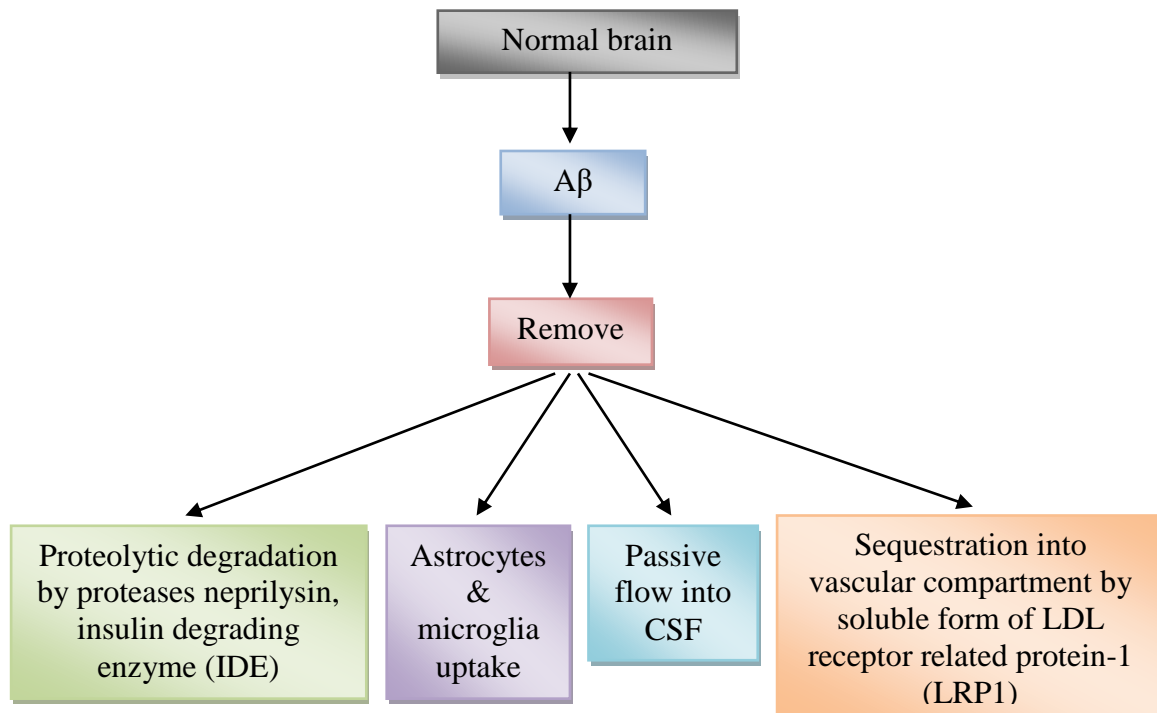 Normal brain
Aβ
Remove
Proteolytic degradation
by proteases neprilysin,
insulin degrading
enzyme (IDE)
Astrocytes
&
microglia
uptake
Passive
flow into
CSF
Sequestration into
vascular compartment by
soluble form of LDL
receptor related protein-1
(LRP1)